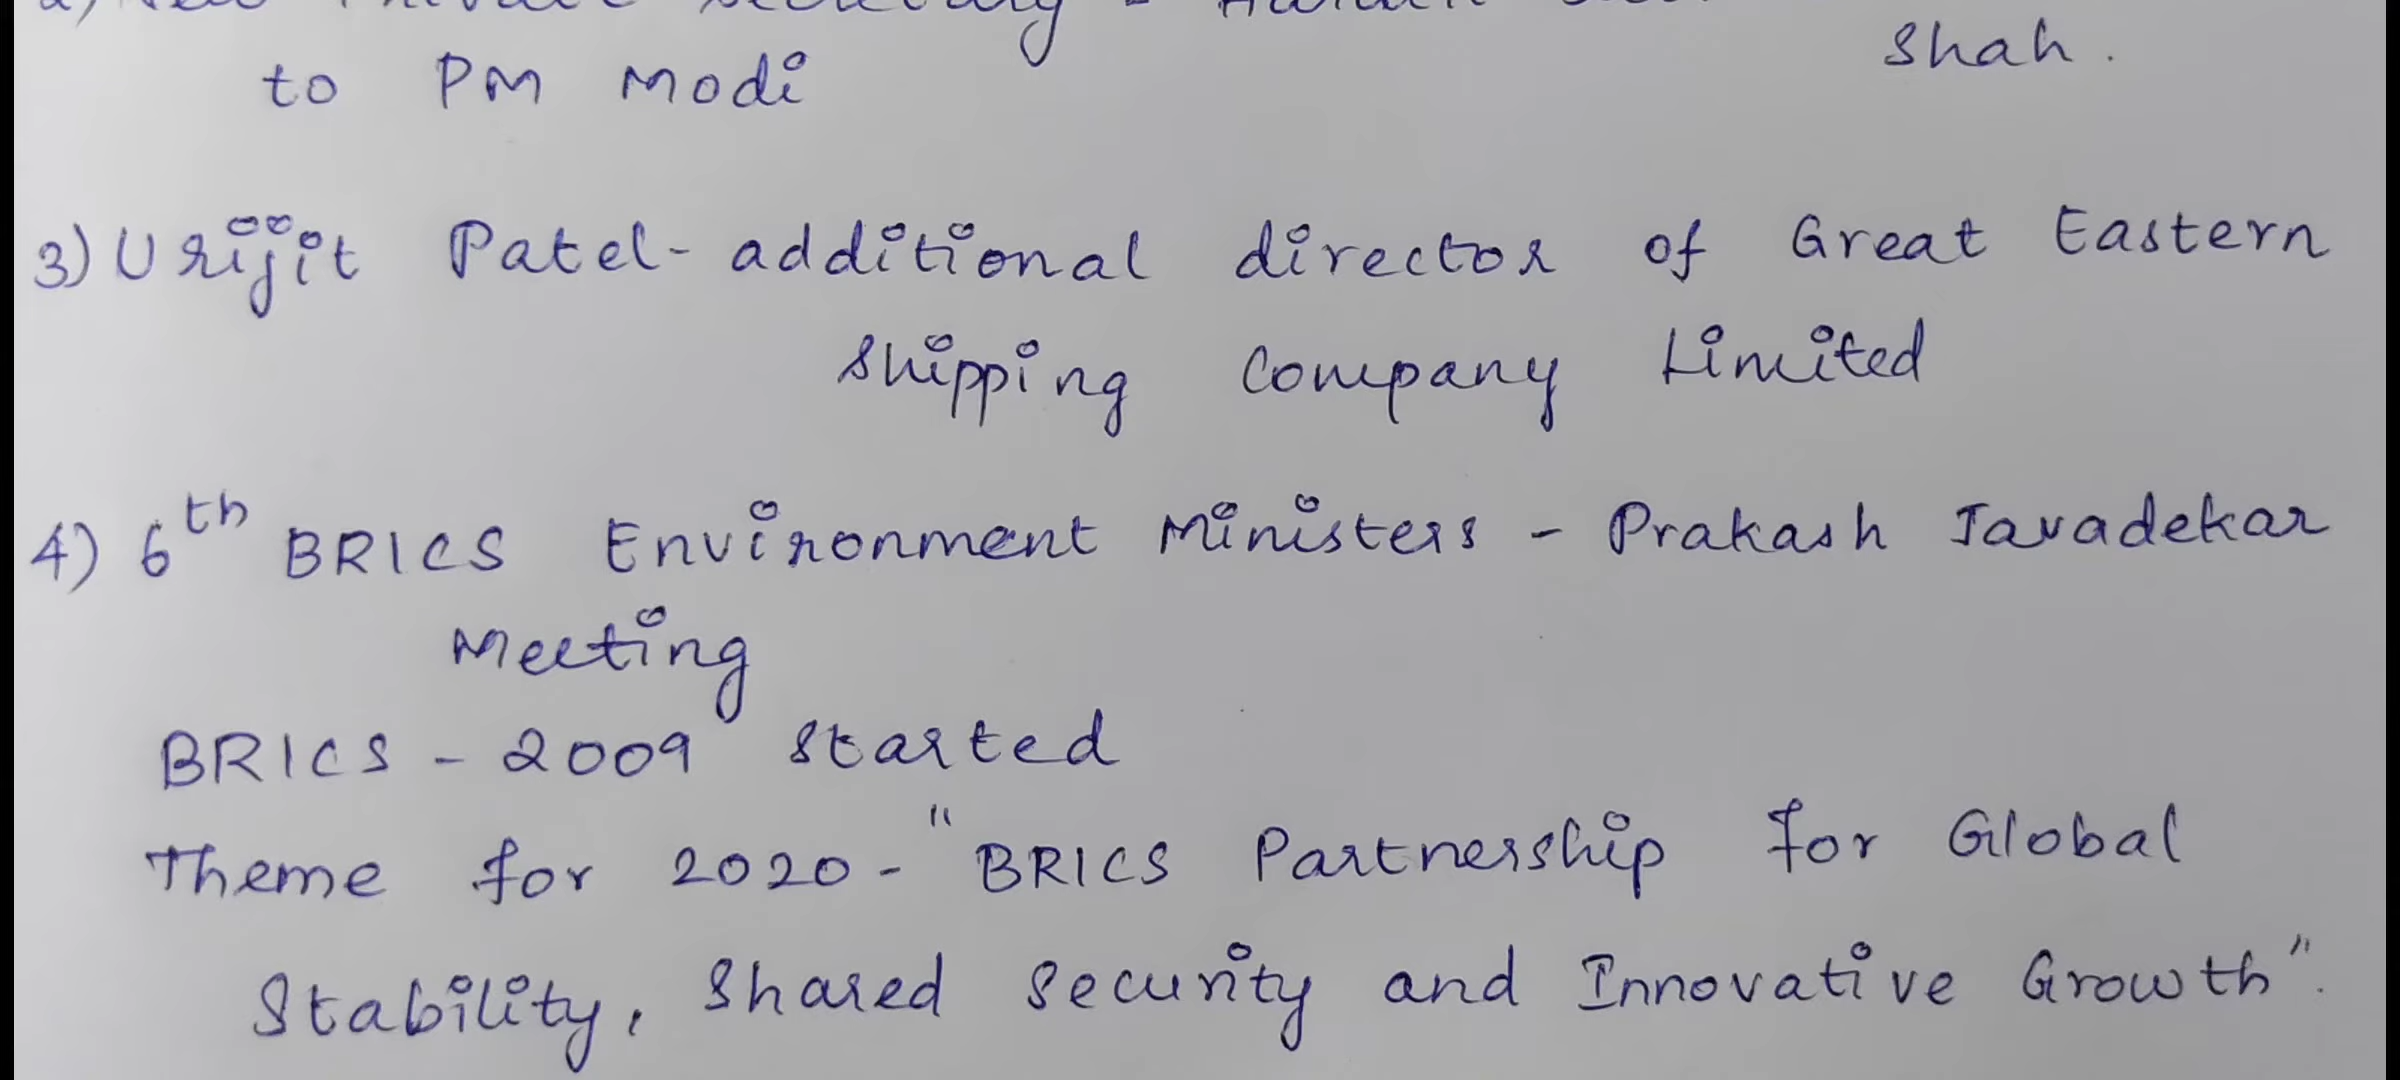 Private Secretary -
Shah.
to PM Modi
3) Urijit Patel - additional director of Great Eastern
Shipping Company Limited
4) 6th BRICS Environment Ministers - Prakash Javadekar
Meeting
BRICS - 2009 started
Theme for 2020 - "BRICS Partnership for Global
Stability, Shared Security and Innovative Growth".